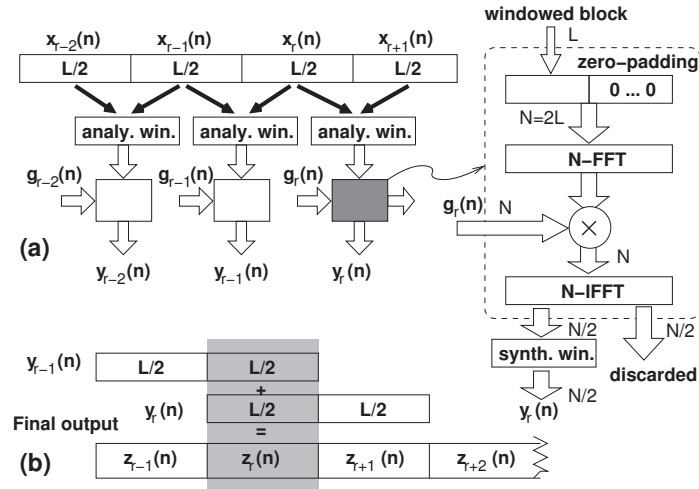 x_{r−2}(n) x_{r−1}(n) x_r(n) x_{r+1}(n)
L/2 L/2 L/2 L/2
analy. win. analy. win. analy. win.
g_{r−2}(n) g_{r−1}(n) g_r(n)
(a)
y_{r−2}(n) y_{r−1}(n) y_r(n)
windowed block
L
zero−padding
0 ... 0
N=2L
N−FFT
g_r(n) N
×
N
N−IFFT
N/2 N/2
synth. win.
discarded
N/2
y_r(n)
y_{r−1}(n) L/2 L/2
+
y_r(n) L/2 L/2
Final output =
(b) z_{r−1}(n) z_r(n) z_{r+1}(n) z_{r+2}(n)